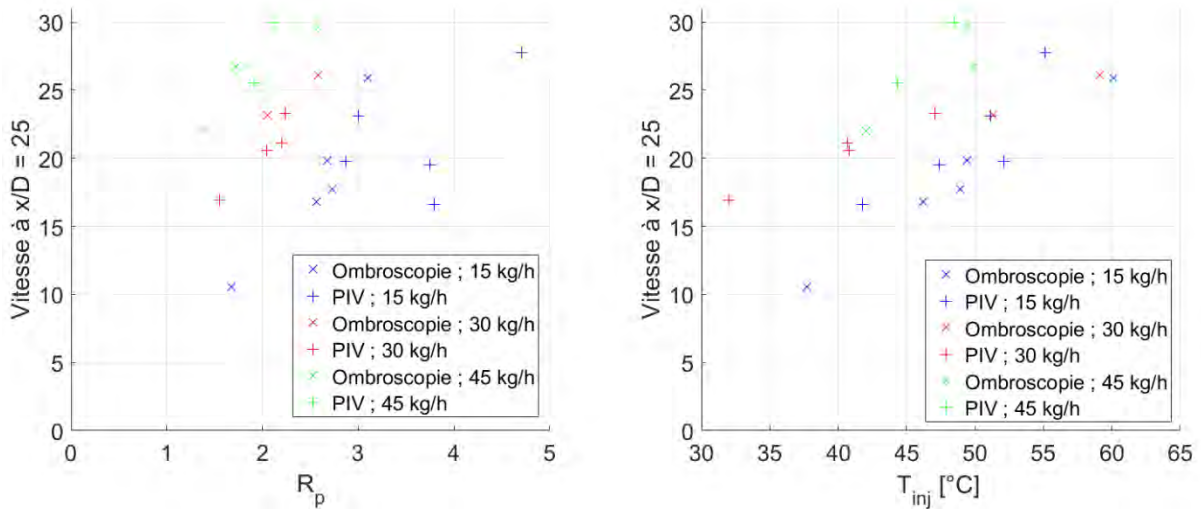 30
25
20
15
10
5
0
Vitesse à x/D = 25
Ombroscopie ; 15 kg/h
PIV ; 15 kg/h
Ombroscopie ; 30 kg/h
PIV ; 30 kg/h
Ombroscopie ; 45 kg/h
PIV ; 45 kg/h
0 1 2 3 4 5
R_p
30
25
20
15
10
5
0
Vitesse à x/D = 25
Ombroscopie ; 15 kg/h
PIV ; 15 kg/h
Ombroscopie ; 30 kg/h
PIV ; 30 kg/h
Ombroscopie ; 45 kg/h
PIV ; 45 kg/h
30 35 40 45 50 55 60 65
T_inj [°C]